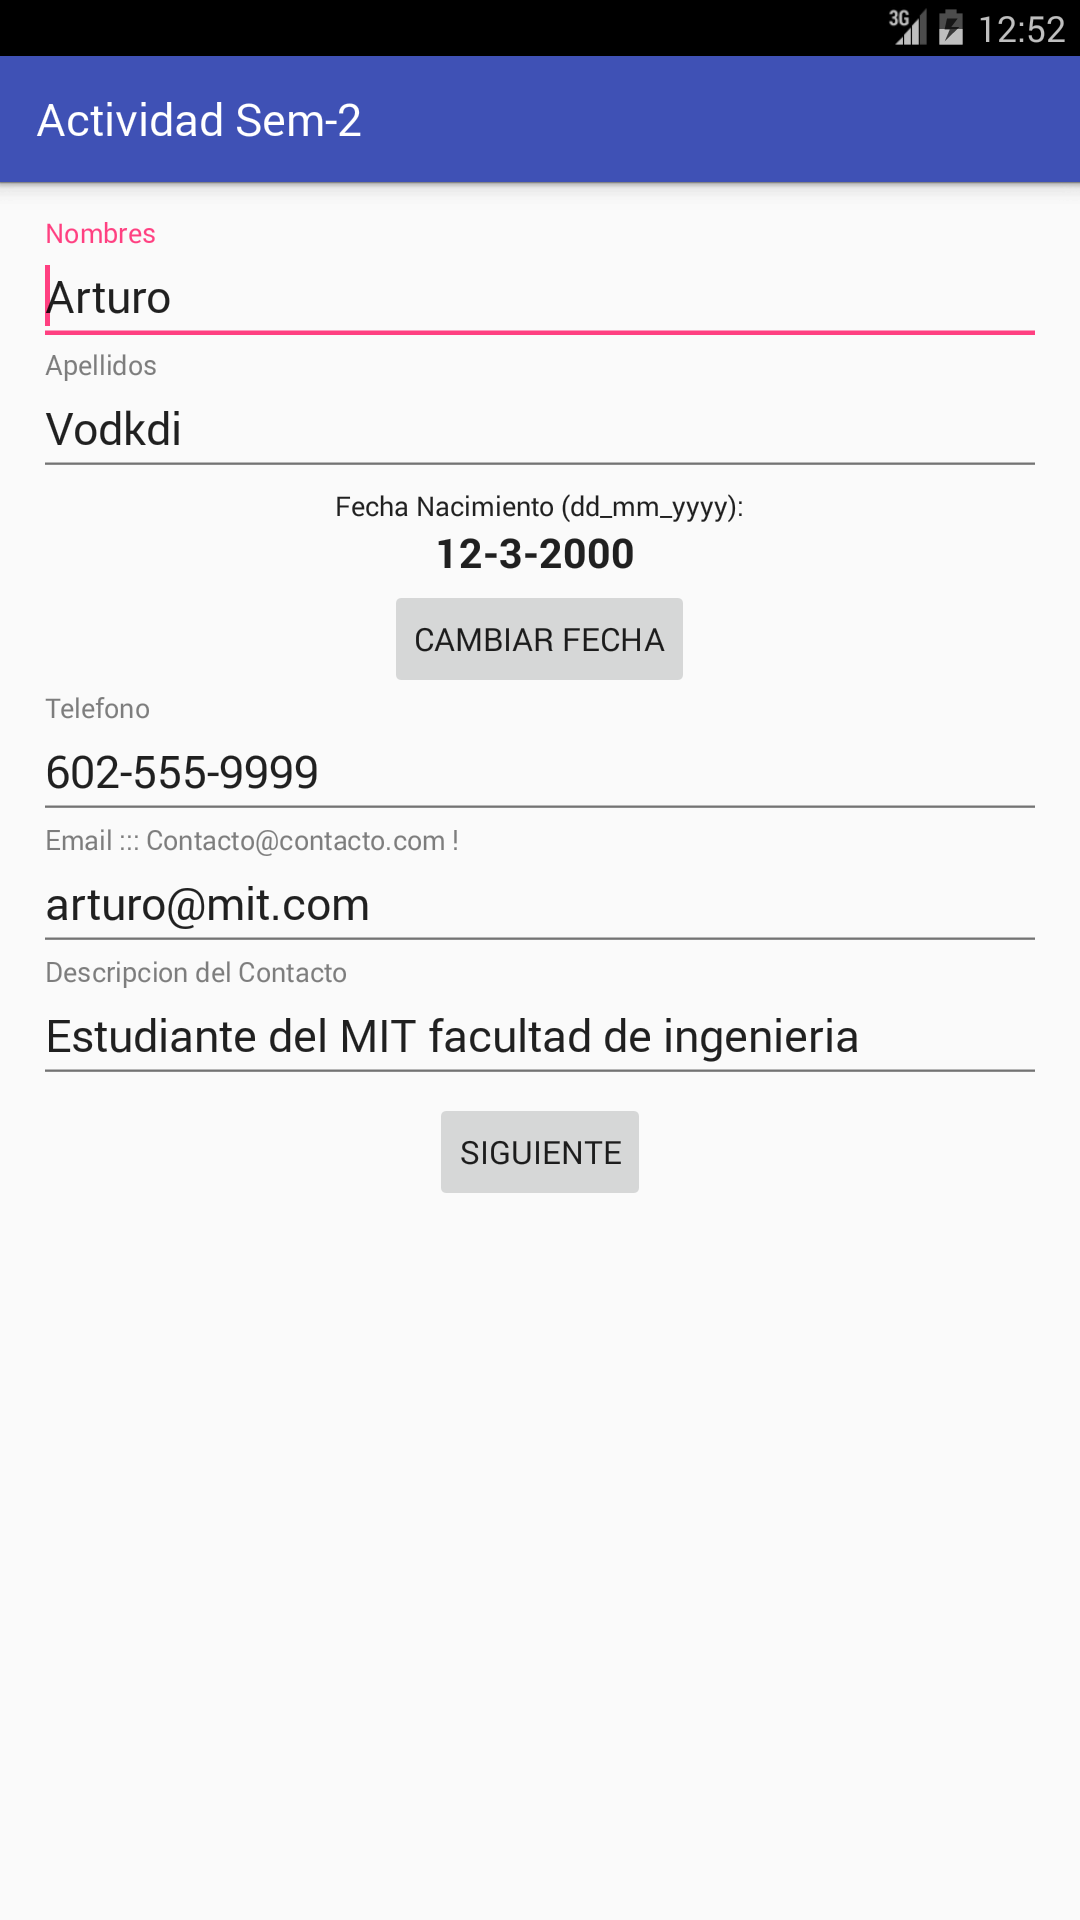 3G 12:52
Actividad Sem-2
Nombres
Arturo
Apellidos
Vodkdi
Fecha Nacimiento (dd_mm_yyyy):
12-3-2000
CAMBIAR FECHA
Telefono
602-555-9999
Email ::: Contacto@contacto.com !
arturo@mit.com
Descripcion del Contacto
Estudiante del MIT facultad de ingenieria
SIGUIENTE